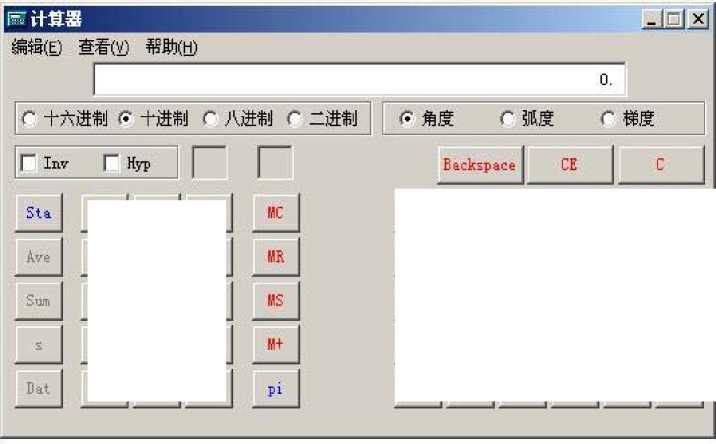 计算器
编辑(E) 查看(V) 帮助(H)
0.
十六进制 十进制 八进制 二进制 角度 弧度 梯度
Inv Hyp Backspace CE C
Sta MC
Ave MR
Sum MS
s M+
Dat pi